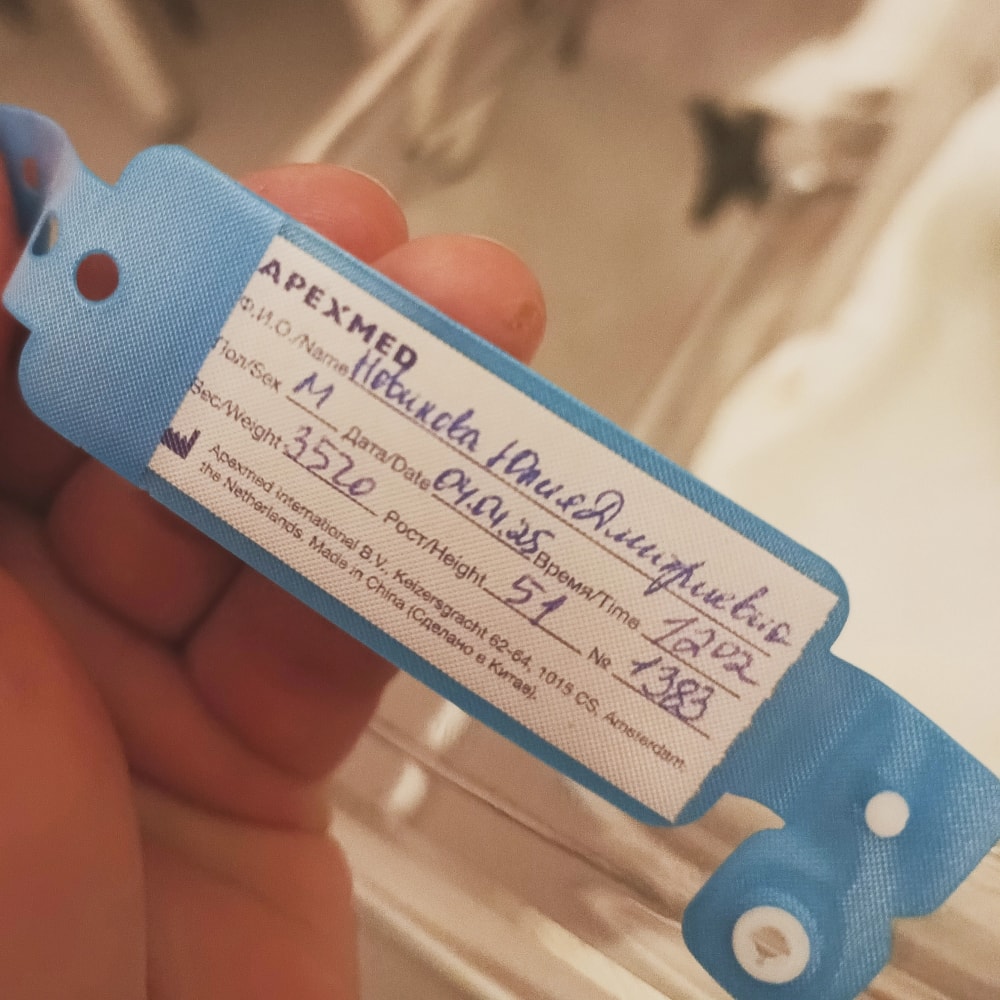 APEXMED
Ф.И.О./Name Новикова Юлия Дмитриевна
Пол/Sex М Дата/Date 04.04.25 Время/Time 1202
Вес/Weight 3520 Рост/Height 51 № 1383
Apexmed International B.V., Keizersgracht 62-64, 1015 CS, Amsterdam,
the Netherlands. Made in China (Сделано в Китае).